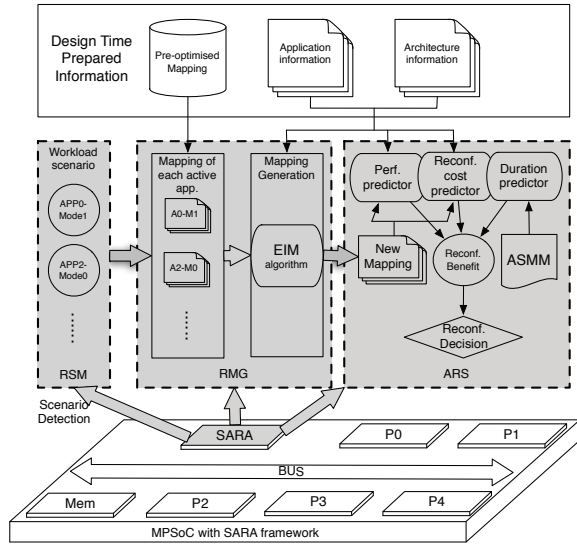 Design Time
Prepared
Information
Pre-optimised
Mapping
Application
information
Architecture
information
Workload
scenario
APP0-
Mode1
APP2-
Mode0
......
RSM
Mapping of
each active
app.
A0-M1
A2-M0
......
Mapping
Generation
EIM
algorithm
RMG
Perf.
predictor
Reconf.
cost
predictor
Duration
predictor
New
Mapping
Reconf.
Benefit
ASMM
Reconf.
Decision
ARS
Scenario
Detection
SARA
P0
P1
BUS
Mem
P2
P3
P4
MPSoC with SARA framework